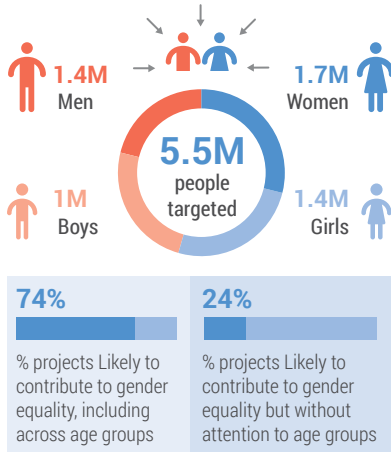 1.4M
Men
1.7M
Women
5.5M
people
targeted
1M
Boys
1.4M
Girls
74%
% projects Likely to
contribute to gender
equality, including
across age groups
24%
% projects Likely to
contribute to gender
equality but without
attention to age groups